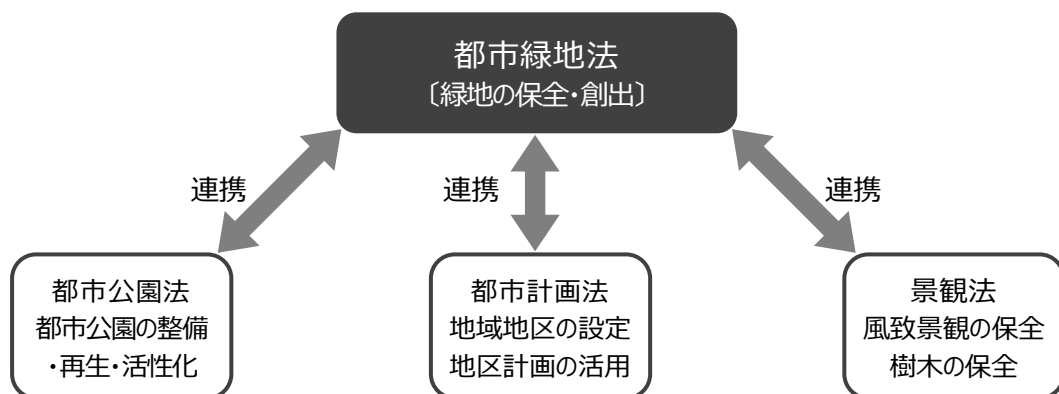 都市緑地法
〔緑地の保全・創出〕
連携
連携
連携
都市公園法
都市公園の整備
・再生・活性化
都市計画法
地域地区の設定
地区計画の活用
景観法
風致景観の保全
樹木の保全